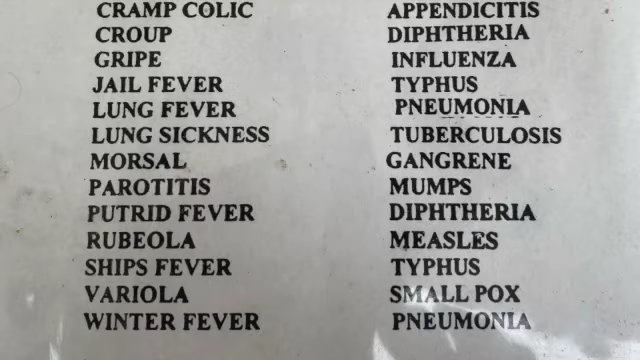 CRAMP COLIC APPENDICITIS
CROUP DIPHTHERIA
GRIPE INFLUENZA
JAIL FEVER TYPHUS
LUNG FEVER PNEUMONIA
LUNG SICKNESS TUBERCULOSIS
MORSAL GANGRENE
PAROTITIS MUMPS
PUTRID FEVER DIPHTHERIA
RUBEOLA MEASLES
SHIPS FEVER TYPHUS
VARIOLA SMALL POX
WINTER FEVER PNEUMONIA